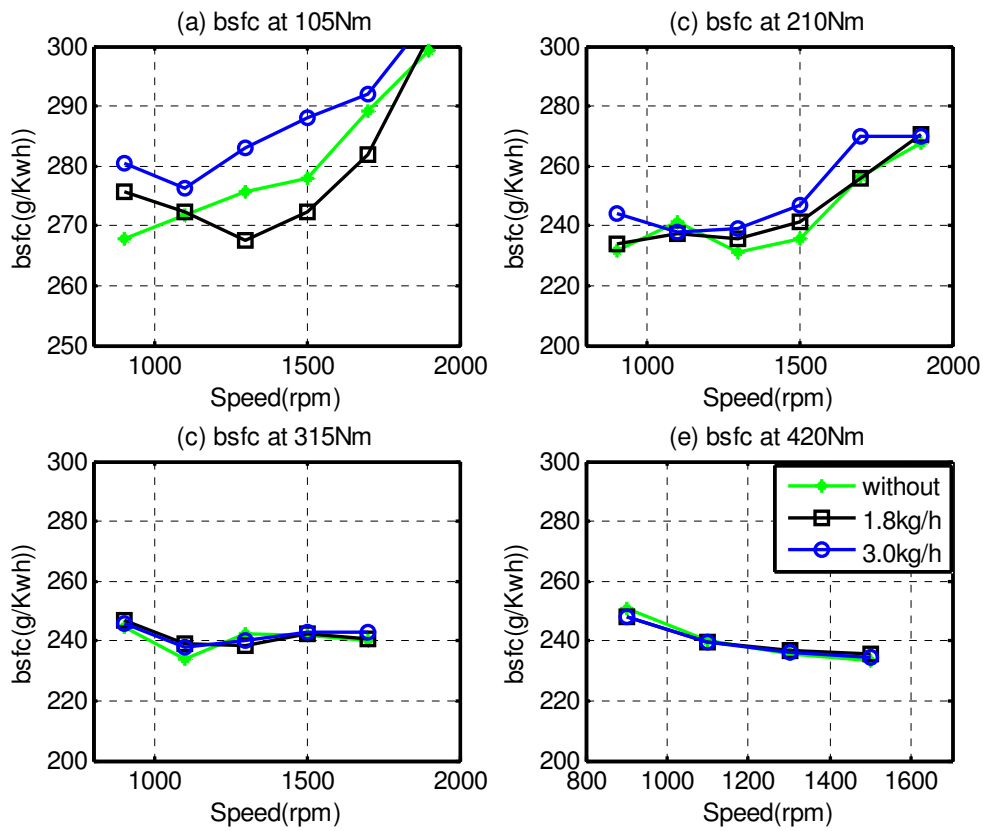 (a) bsfc at 105Nm
300
290
280
270
260
250
bsfc(g/Kwh))
1000 1500 2000
Speed(rpm)
(c) bsfc at 210Nm
300
280
260
240
220
200
bsfc(g/Kwh))
1000 1500 2000
Speed(rpm)
(c) bsfc at 315Nm
300
280
260
240
220
200
bsfc(g/Kwh))
1000 1500 2000
Speed(rpm)
(e) bsfc at 420Nm
300
280
260
240
220
200
bsfc(g/Kwh))
without
1.8kg/h
3.0kg/h
800 1000 1200 1400 1600
Speed(rpm)